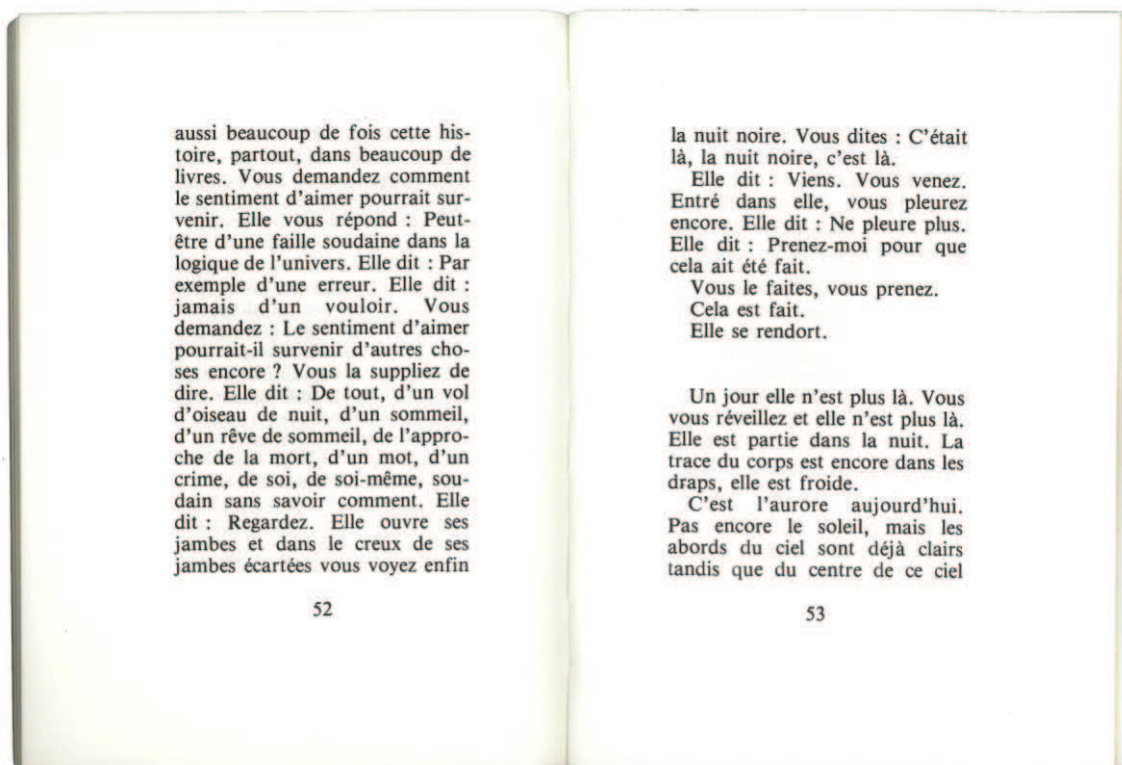 aussi beaucoup de fois cette his-
toire, partout, dans beaucoup de
livres. Vous demandez comment
le sentiment d'aimer pourrait sur-
venir. Elle vous répond : Peut-
être d'une faille soudaine dans la
logique de l'univers. Elle dit : Par
exemple d'une erreur. Elle dit :
jamais d'un vouloir. Vous
demandez : Le sentiment d'aimer
pourrait-il survenir d'autres cho-
ses encore ? Vous la suppliez de
dire. Elle dit : De tout, d'un vol
d'oiseau de nuit, d'un sommeil,
d'un rêve de sommeil, de l'appro-
che de la mort, d'un mot, d'un
crime, de soi, de soi-même, sou-
dain sans savoir comment. Elle
dit : Regardez. Elle ouvre ses
jambes et dans le creux de ses
jambes écartées vous voyez enfin
52
la nuit noire. Vous dites : C'était
là, la nuit noire, c'est là.
Elle dit : Viens. Vous venez.
Entré dans elle, vous pleurez
encore. Elle dit : Ne pleure plus.
Elle dit : Prenez-moi pour que
cela ait été fait.
Vous le faites, vous prenez.
Cela est fait.
Elle se rendort.
Un jour elle n'est plus là. Vous
vous réveillez et elle n'est plus là.
Elle est partie dans la nuit. La
trace du corps est encore dans les
draps, elle est froide.
C'est l'aurore aujourd'hui.
Pas encore le soleil, mais les
abords du ciel sont déjà clairs
tandis que du centre de ce ciel
53